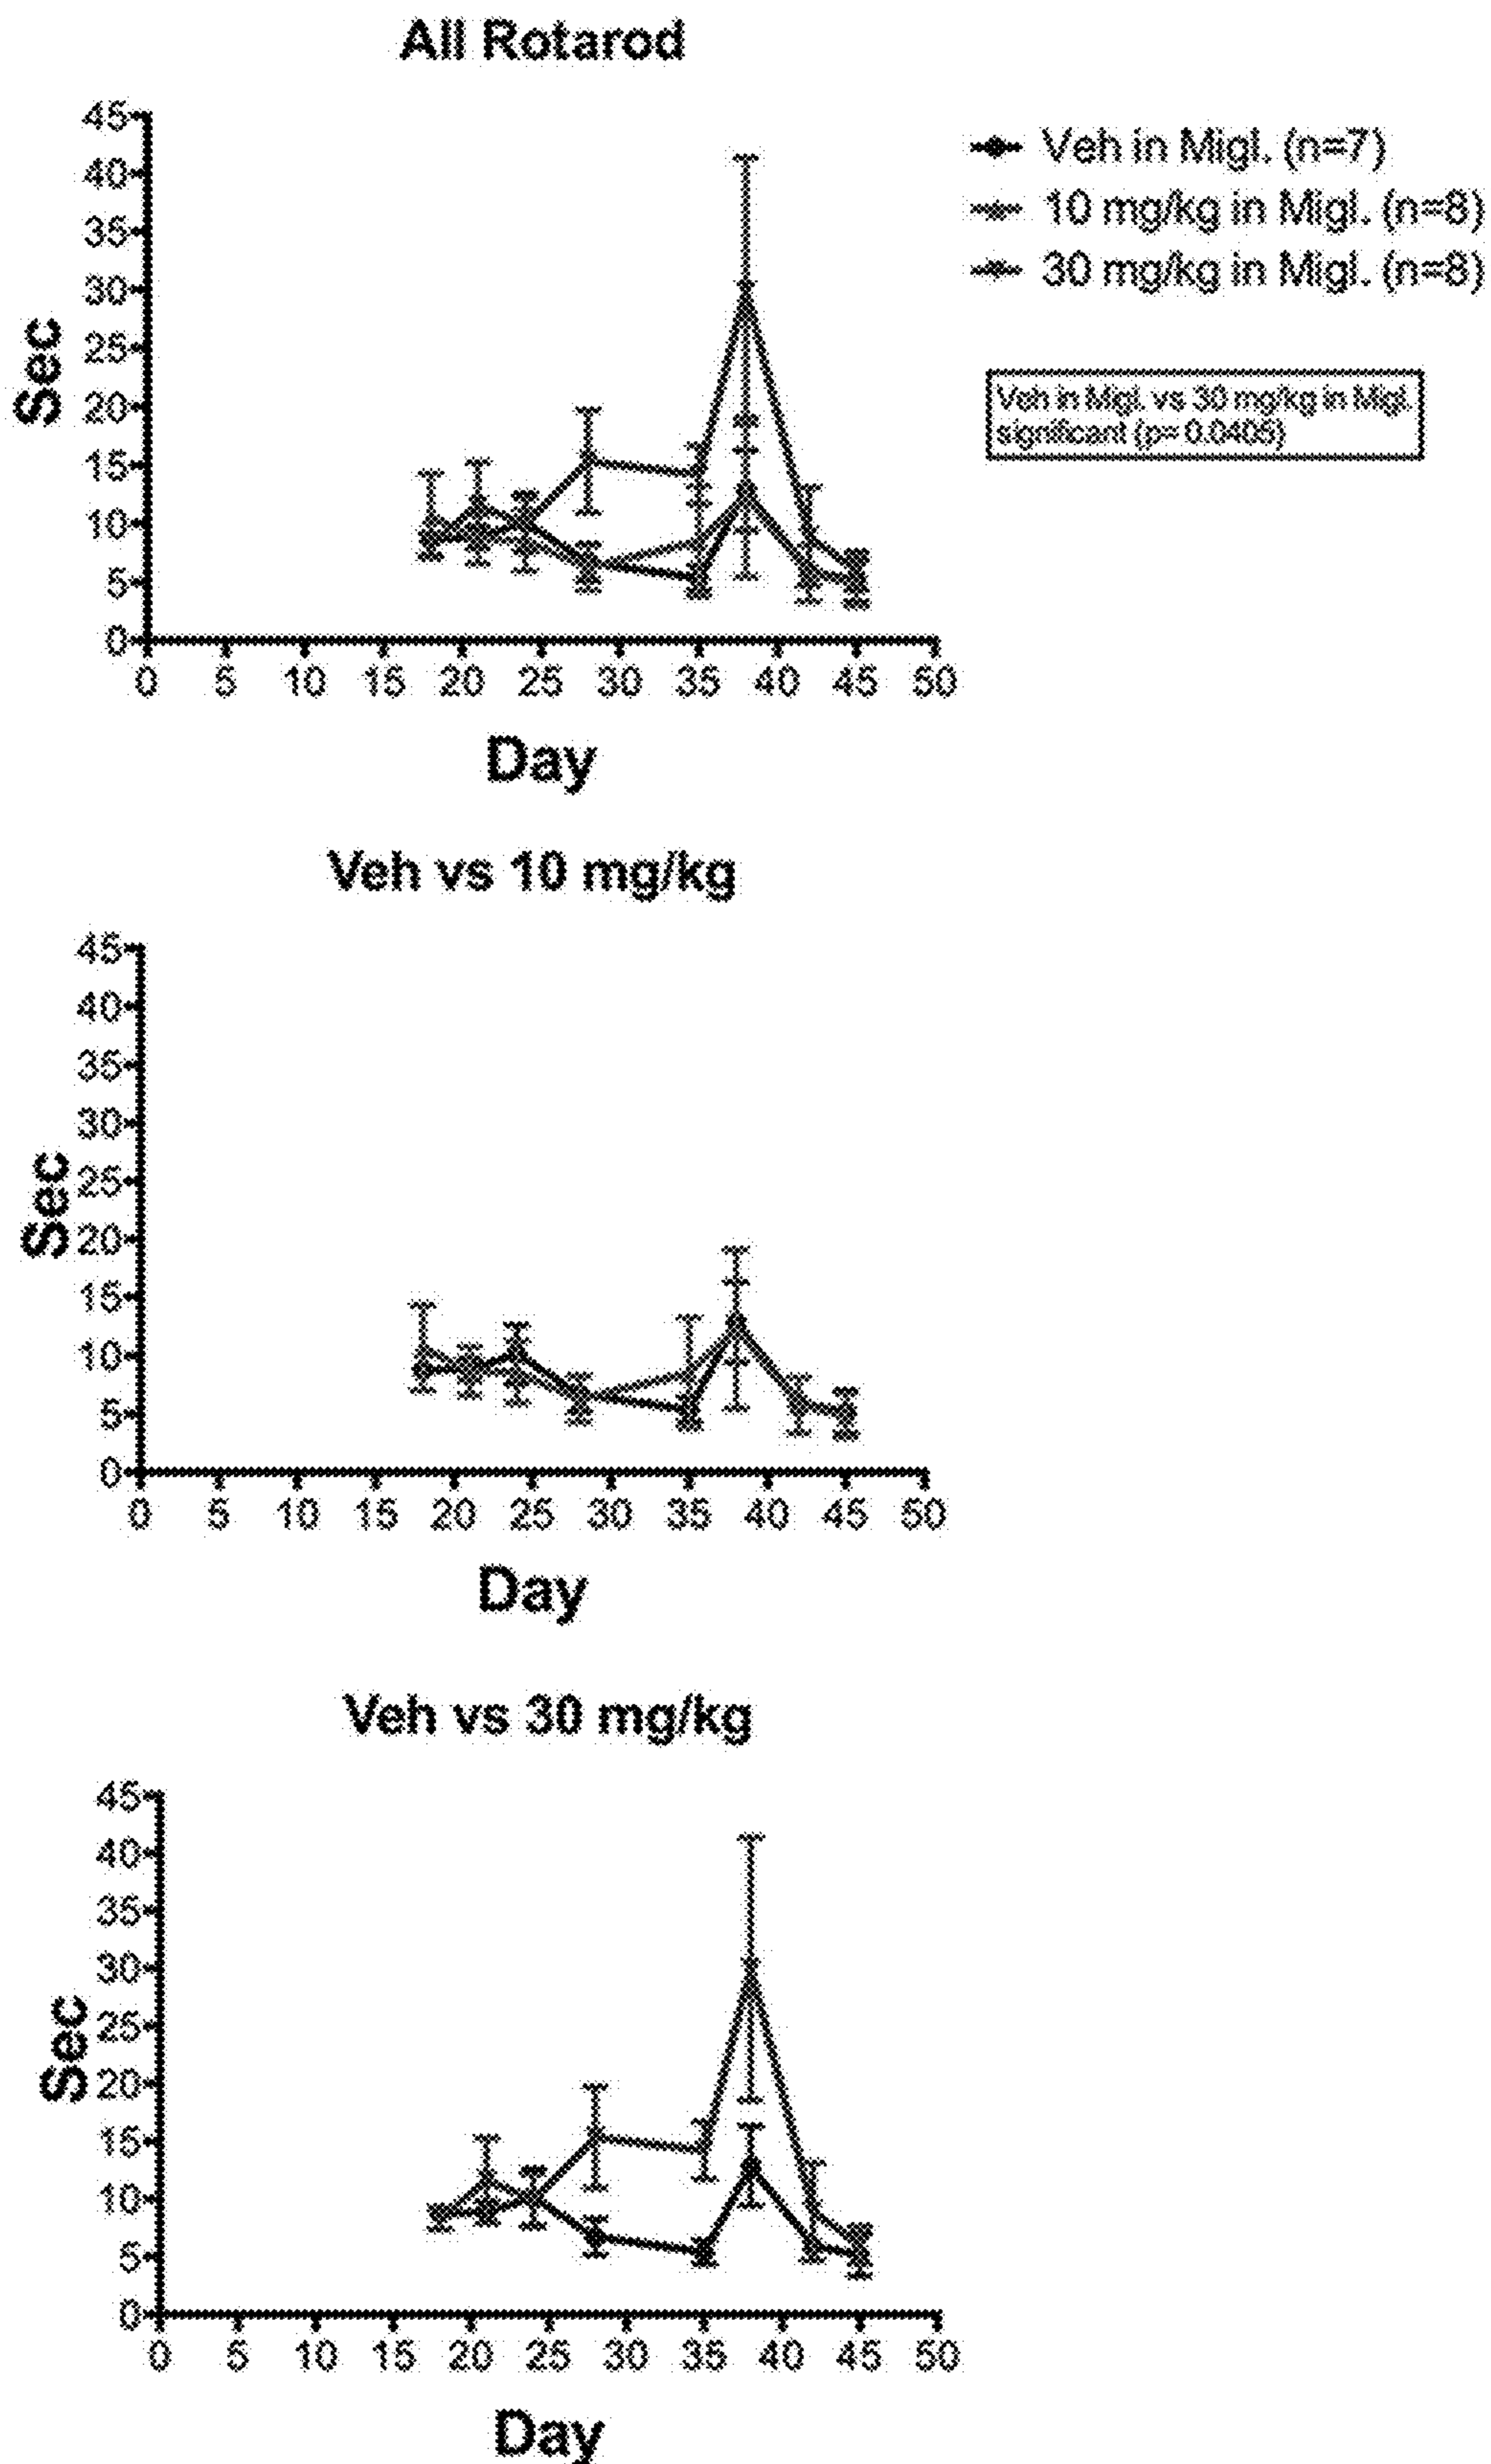 All Rotarod
45
40
35
30
25
20
15
10
5
0
Sec
0 5 10 15 20 25 30 35 40 45 50
Day
Veh in Migl. (n=7)
10 mg/kg in Migl. (n=8)
30 mg/kg in Migl. (n=8)
Veh in Migl. vs 30 mg/kg in Migl.
significant (p= 0.0405)
Veh vs 10 mg/kg
45
40
35
30
25
20
15
10
5
0
Sec
0 5 10 15 20 25 30 35 40 45 50
Day
Veh vs 30 mg/kg
45
40
35
30
25
20
15
10
5
0
Sec
0 5 10 15 20 25 30 35 40 45 50
Day